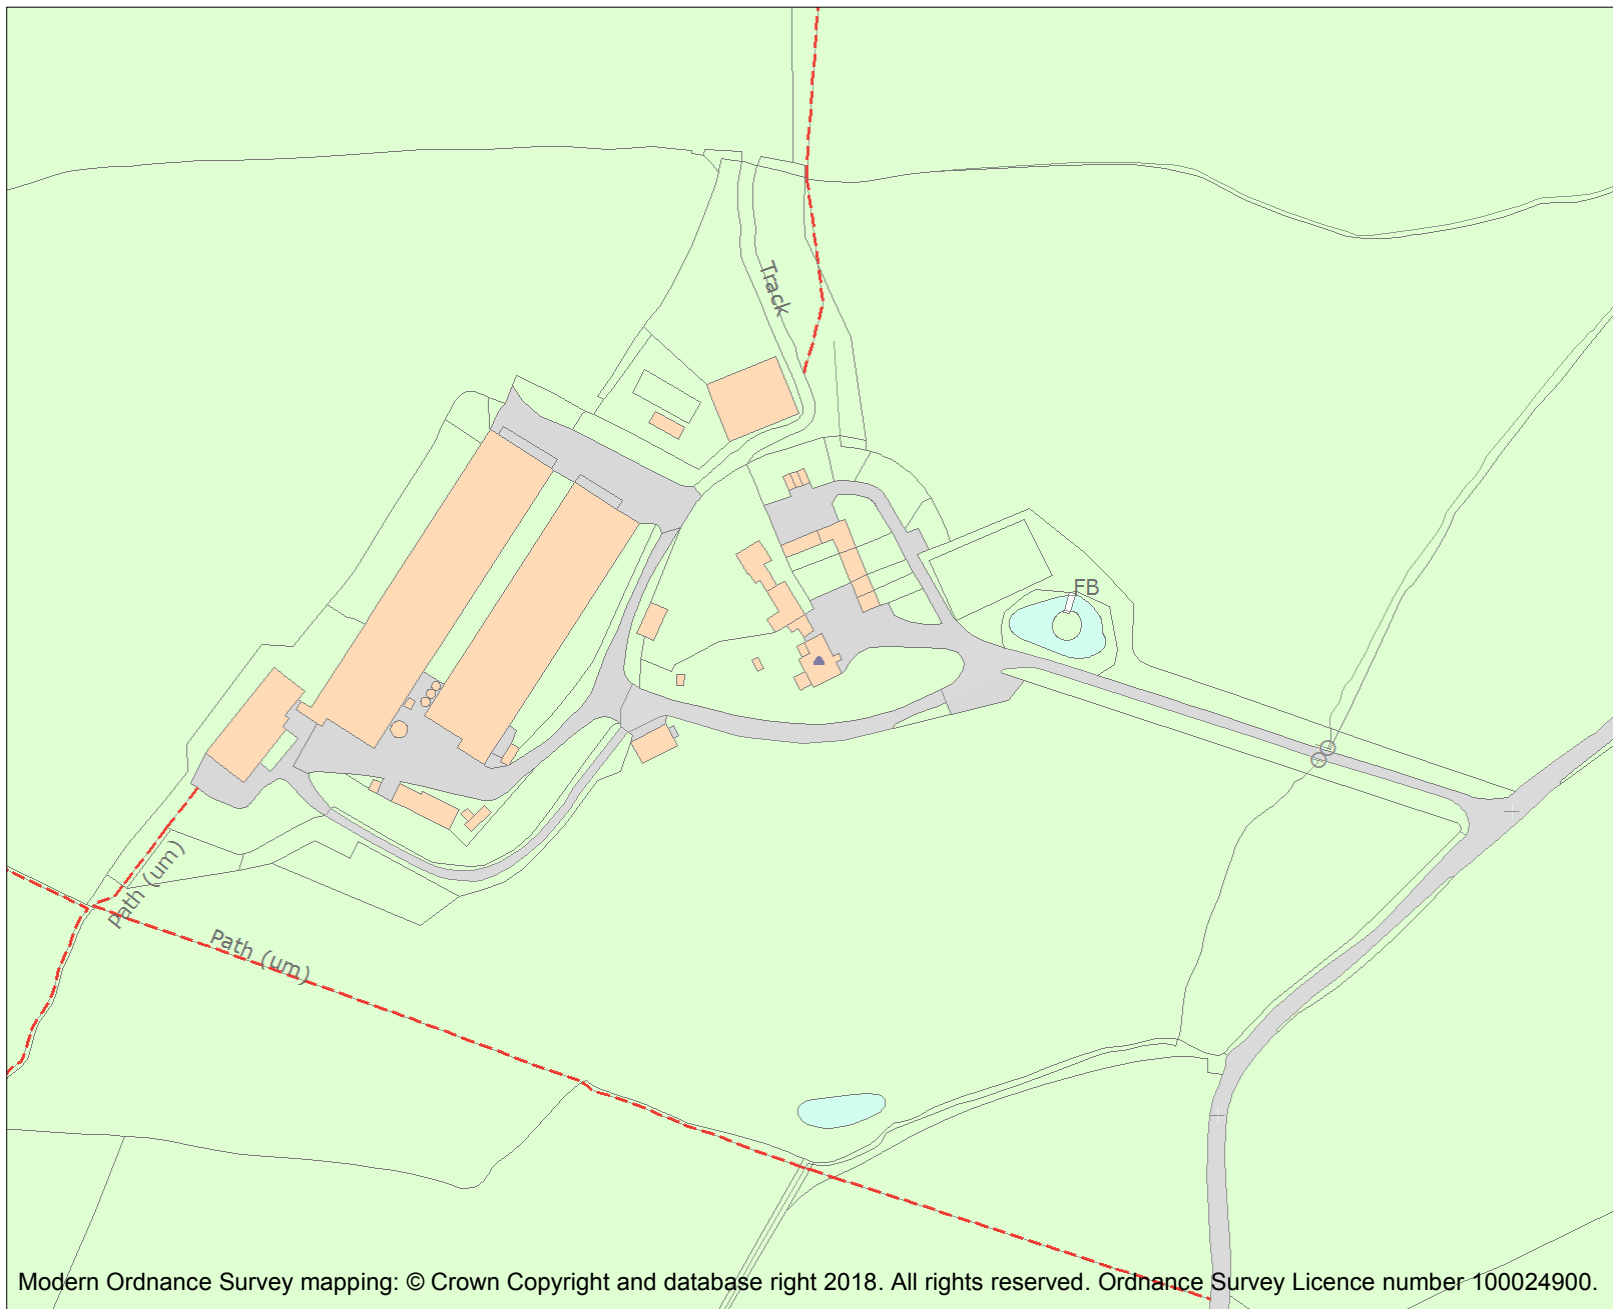 Track
FB
Path (um)
Path (um)
Modern Ordnance Survey mapping: © Crown Copyright and database right 2018. All rights reserved. Ordnance Survey Licence number 100024900.